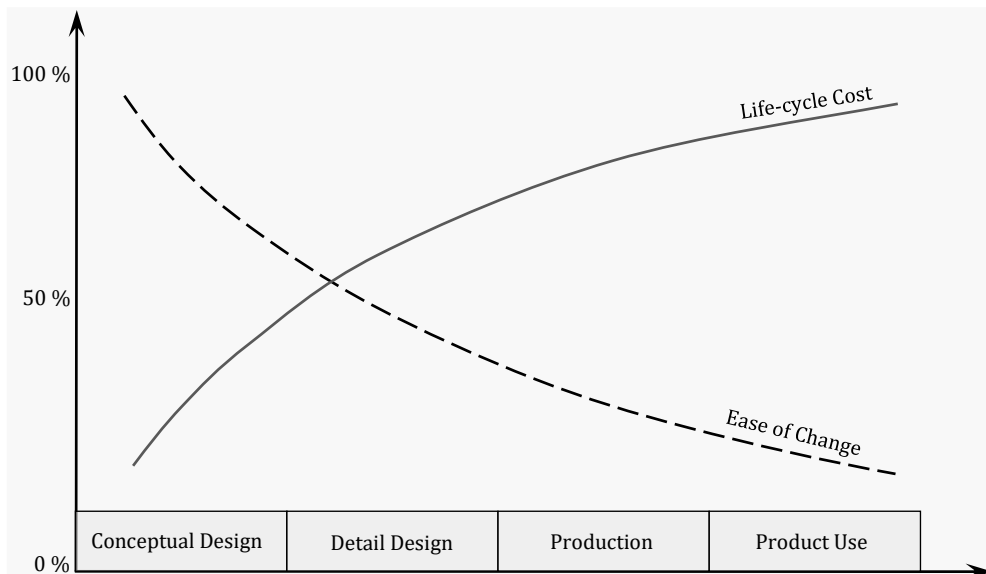 100 %
Life-cycle Cost
50 %
Ease of Change
Conceptual Design
Detail Design
Production
Product Use
0 %